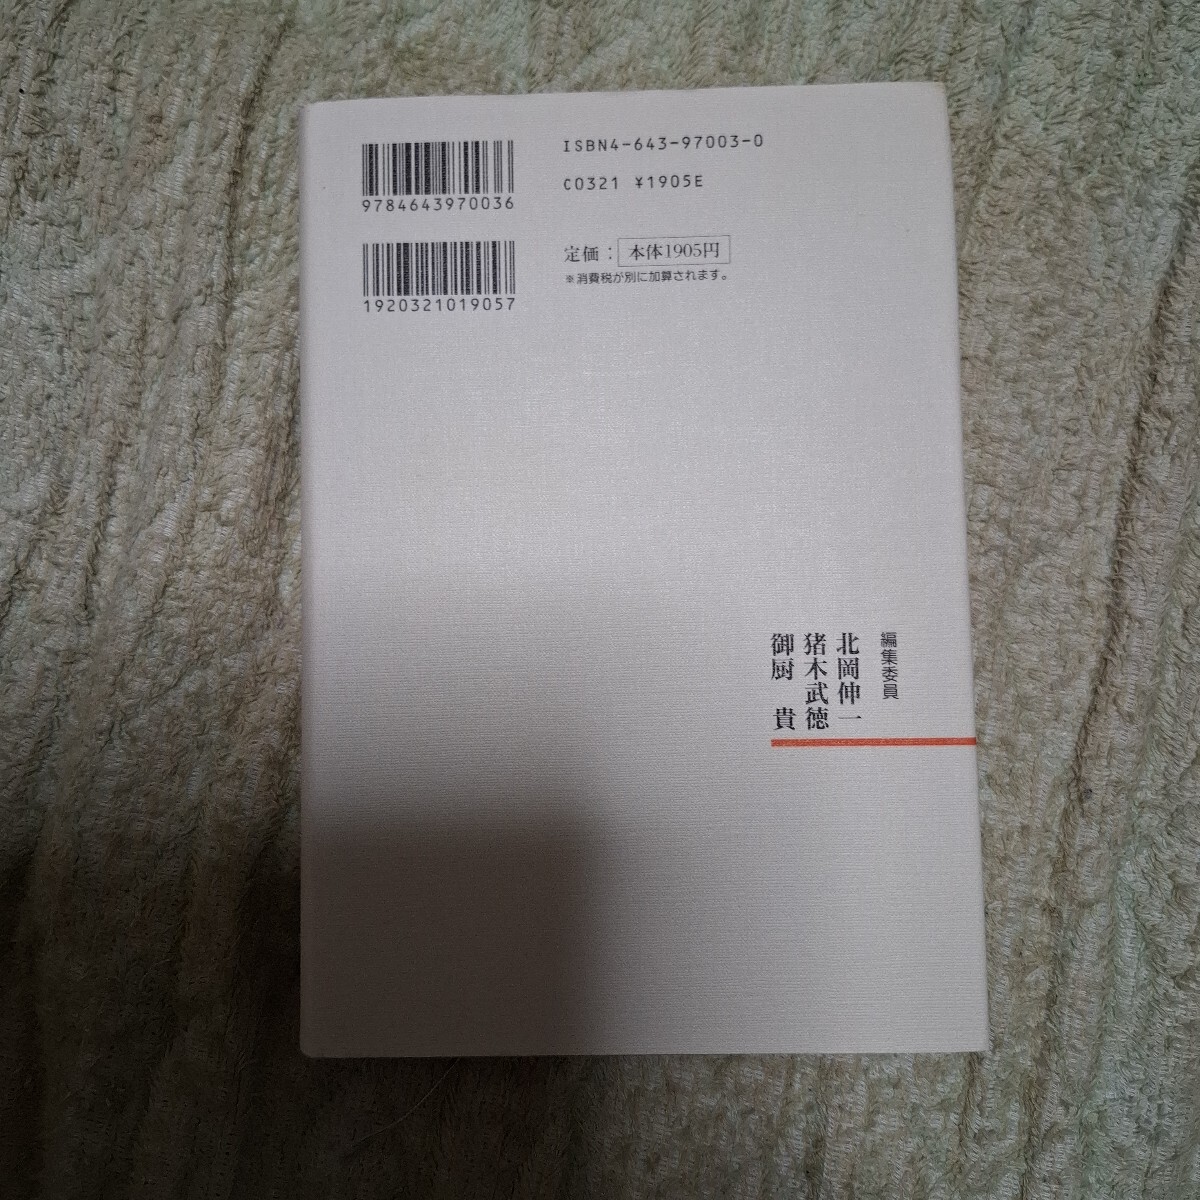 ISBN4-643-97003-0
C0321 ¥1905E
9784643970036
定価：本体1905円
※消費税が別に加算されます。
1920321019057
編集委員
北岡伸一
猪木武徳
御厨 貴